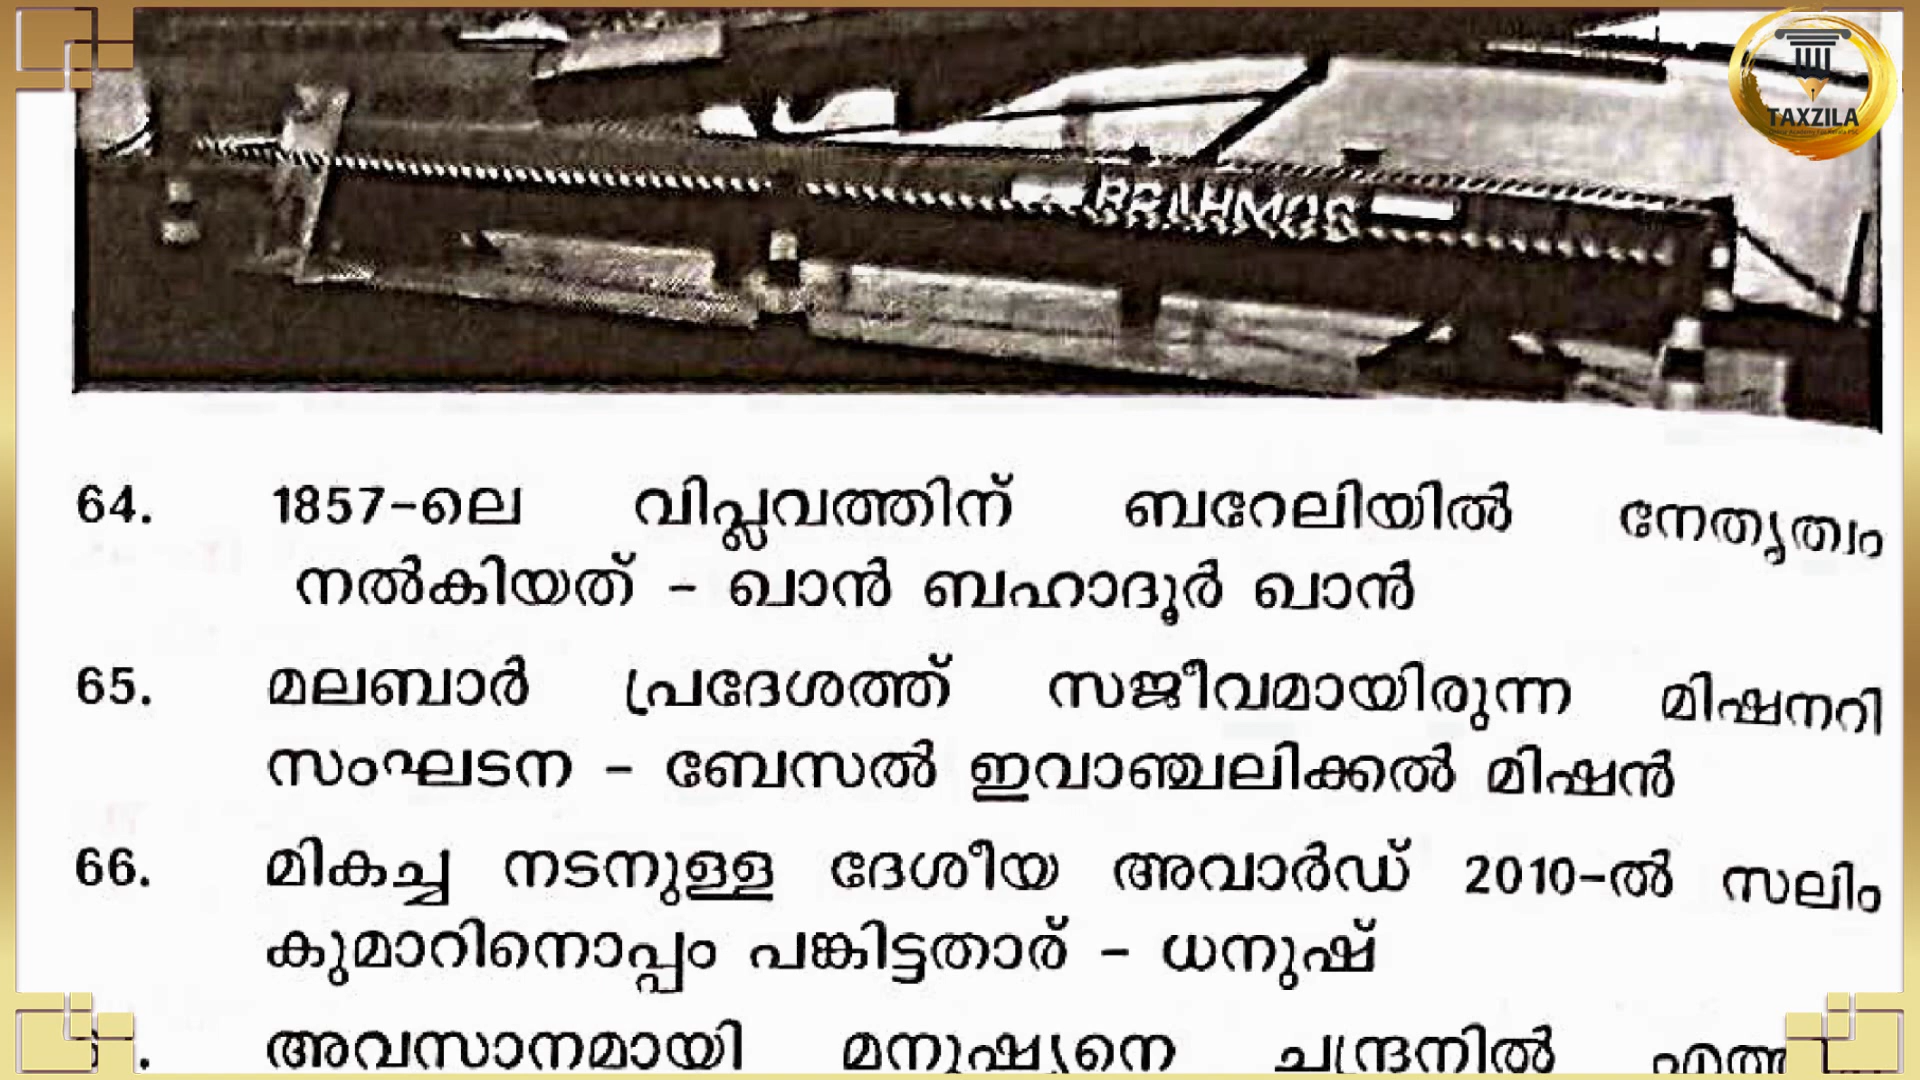 TAXZILA
BRAHMOS
64. 1857-ലെ വിപ്ലവത്തിന് ബറേലിയിൽ നേതൃത്വം
നൽകിയത് - ഖാൻ ബഹാദൂർ ഖാൻ
65. മലബാർ പ്രദേശത്ത് സജീവമായിരുന്ന മിഷനറി
സംഘടന - ബേസൽ ഇവാഞ്ചലിക്കൽ മിഷൻ
66. മികച്ച നടനുള്ള ദേശീയ അവാർഡ് 2010-ൽ സലിം
കുമാറിനൊപ്പം പങ്കിട്ടതാര് - ധനുഷ്
അവസാനമായി മനുഷ്യനെ ചന്ദ്രനിൽ